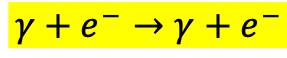 γ + e⁻ → γ + e⁻